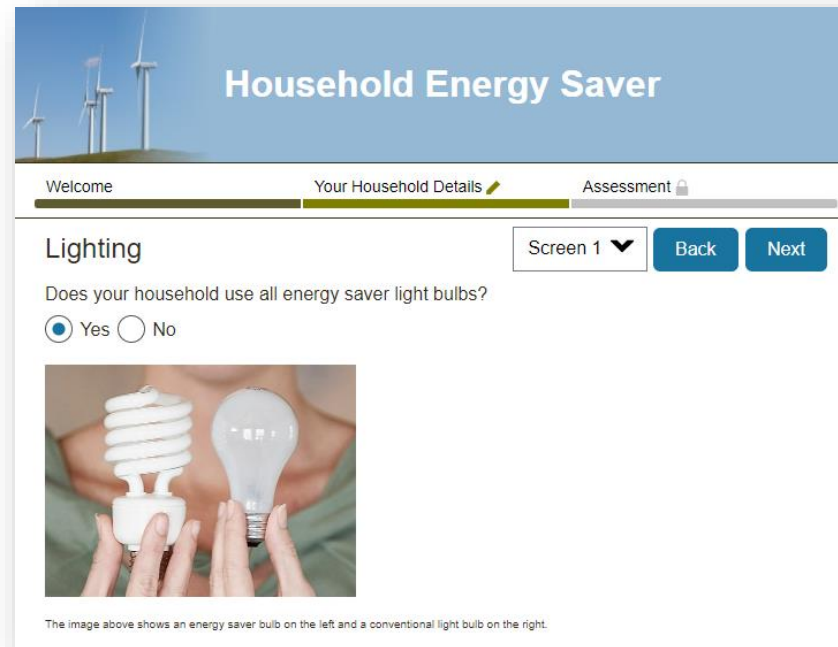 Household Energy Saver
Welcome
Your Household Details
Assessment
Lighting
Screen 1
Back
Next
Does your household use all energy saver light bulbs?
Yes
No
The image above shows an energy saver bulb on the left and a conventional light bulb on the right.